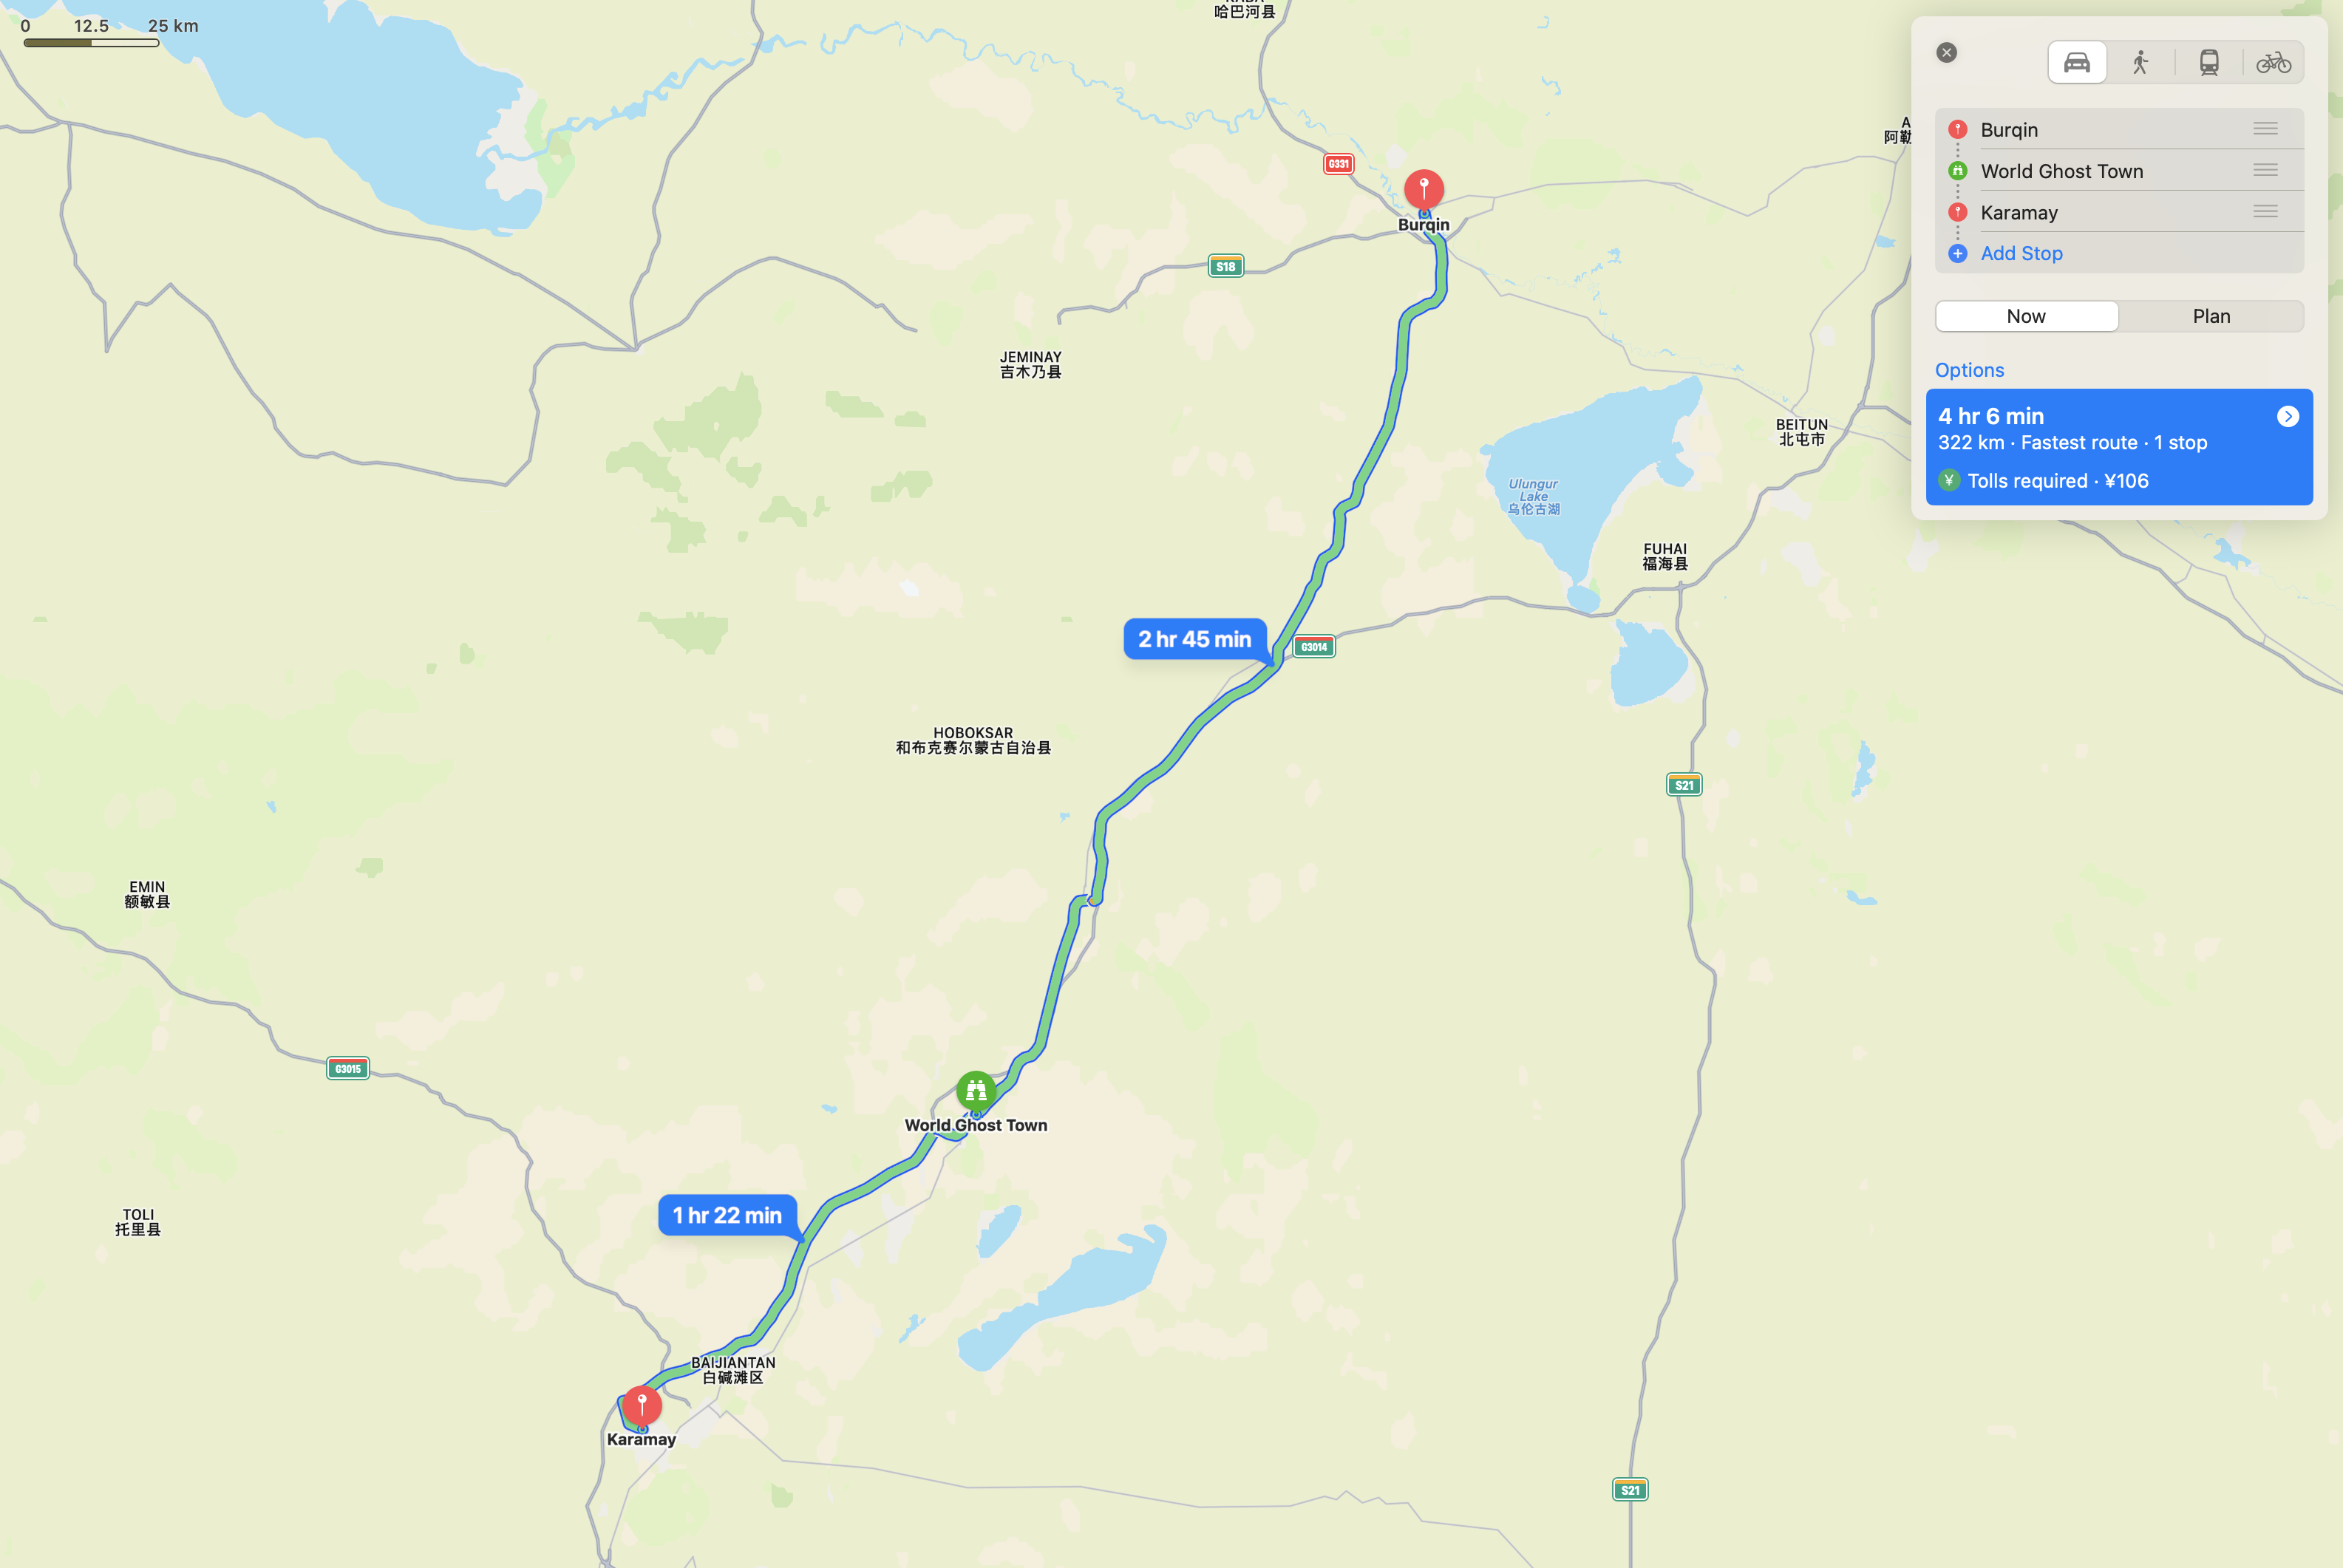 0 12.5 25 km
哈巴河县
G331
Burqin
S18
JEMINAY
吉木乃县
BEITUN
北屯市
Ulungur
Lake
乌伦古湖
FUHAI
福海县
2 hr 45 min
G3014
HOBOKSAR
和布克赛尔蒙古自治县
S21
EMIN
额敏县
G3015
World Ghost Town
TOLI
托里县
1 hr 22 min
BAIJIANTAN
白碱滩区
Karamay
S21
Burqin
World Ghost Town
Karamay
Add Stop
Now Plan
Options
4 hr 6 min
322 km · Fastest route · 1 stop
¥ Tolls required · ¥106